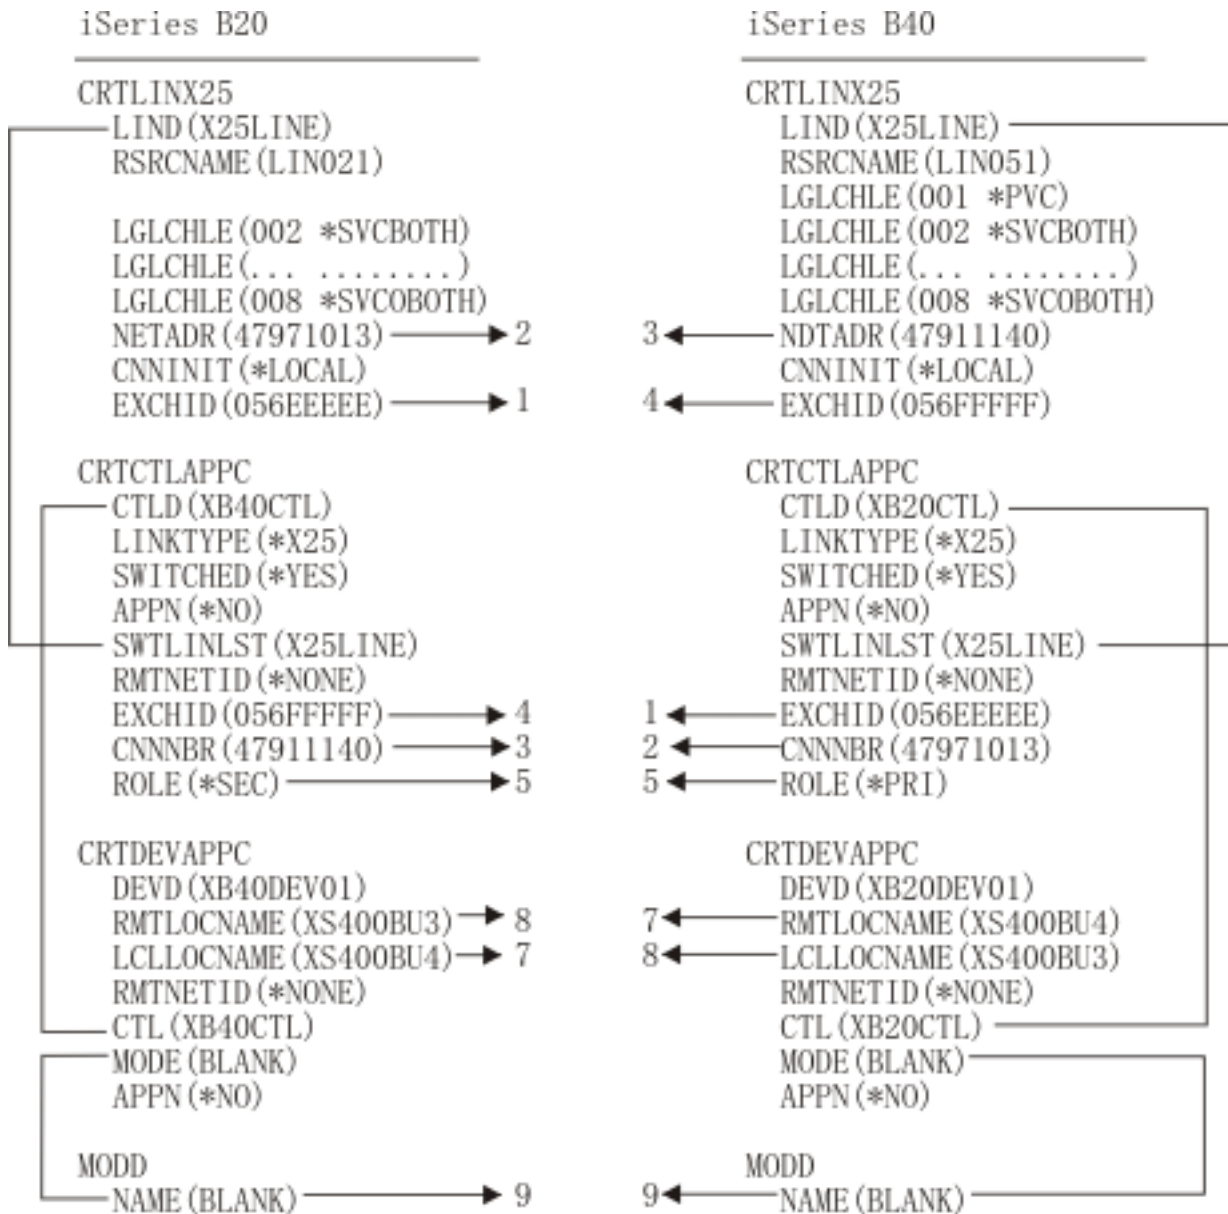 iSeries B20
CRTLINX25
LIND(X25LINE)
RSRCNAME(LIN021)
LGLCHLE(002 *SVCBOTH)
LGLCHLE(... ........)
LGLCHLE(008 *SVCOBOTH)
NETADR(47971013) 2
CNNINIT(*LOCAL)
EXCHID(056EEEEE) 1
CRTCTLAPPC
CTLD(XB40CTL)
LINKTYPE(*X25)
SWITCHED(*YES)
APPN(*NO)
SWTLINLST(X25LINE)
RMTNETID(*NONE)
EXCHID(056FFFFF) 4
CNNNBR(47911140) 3
ROLE(*SEC) 5
CRTDEVAPPC
DEVD(XB40DEV01)
RMTLOCNAME(XS400BU3) 8
LCLLOCNAME(XS400BU4) 7
RMTNETID(*NONE)
CTL(XB40CTL)
MODE(BLANK)
APPN(*NO)
MODD
NAME(BLANK) 9
iSeries B40
CRTLINX25
LIND(X25LINE)
RSRCNAME(LIN051)
LGLCHLE(001 *PVC)
LGLCHLE(002 *SVCBOTH)
LGLCHLE(... ........)
LGLCHLE(008 *SVCOBOTH)
3 NDTADR(47911140)
CNNINIT(*LOCAL)
4 EXCHID(056FFFFF)
CRTCTLAPPC
CTLD(XB20CTL)
LINKTYPE(*X25)
SWITCHED(*YES)
APPN(*NO)
SWTLINLST(X25LINE)
RMTNETID(*NONE)
1 EXCHID(056EEEEE)
2 CNNNBR(47971013)
5 ROLE(*PRI)
CRTDEVAPPC
DEVD(XB20DEV01)
7 RMTLOCNAME(XS400BU4)
8 LCLLOCNAME(XS400BU3)
RMTNETID(*NONE)
CTL(XB20CTL)
MODE(BLANK)
APPN(*NO)
MODD
9 NAME(BLANK)